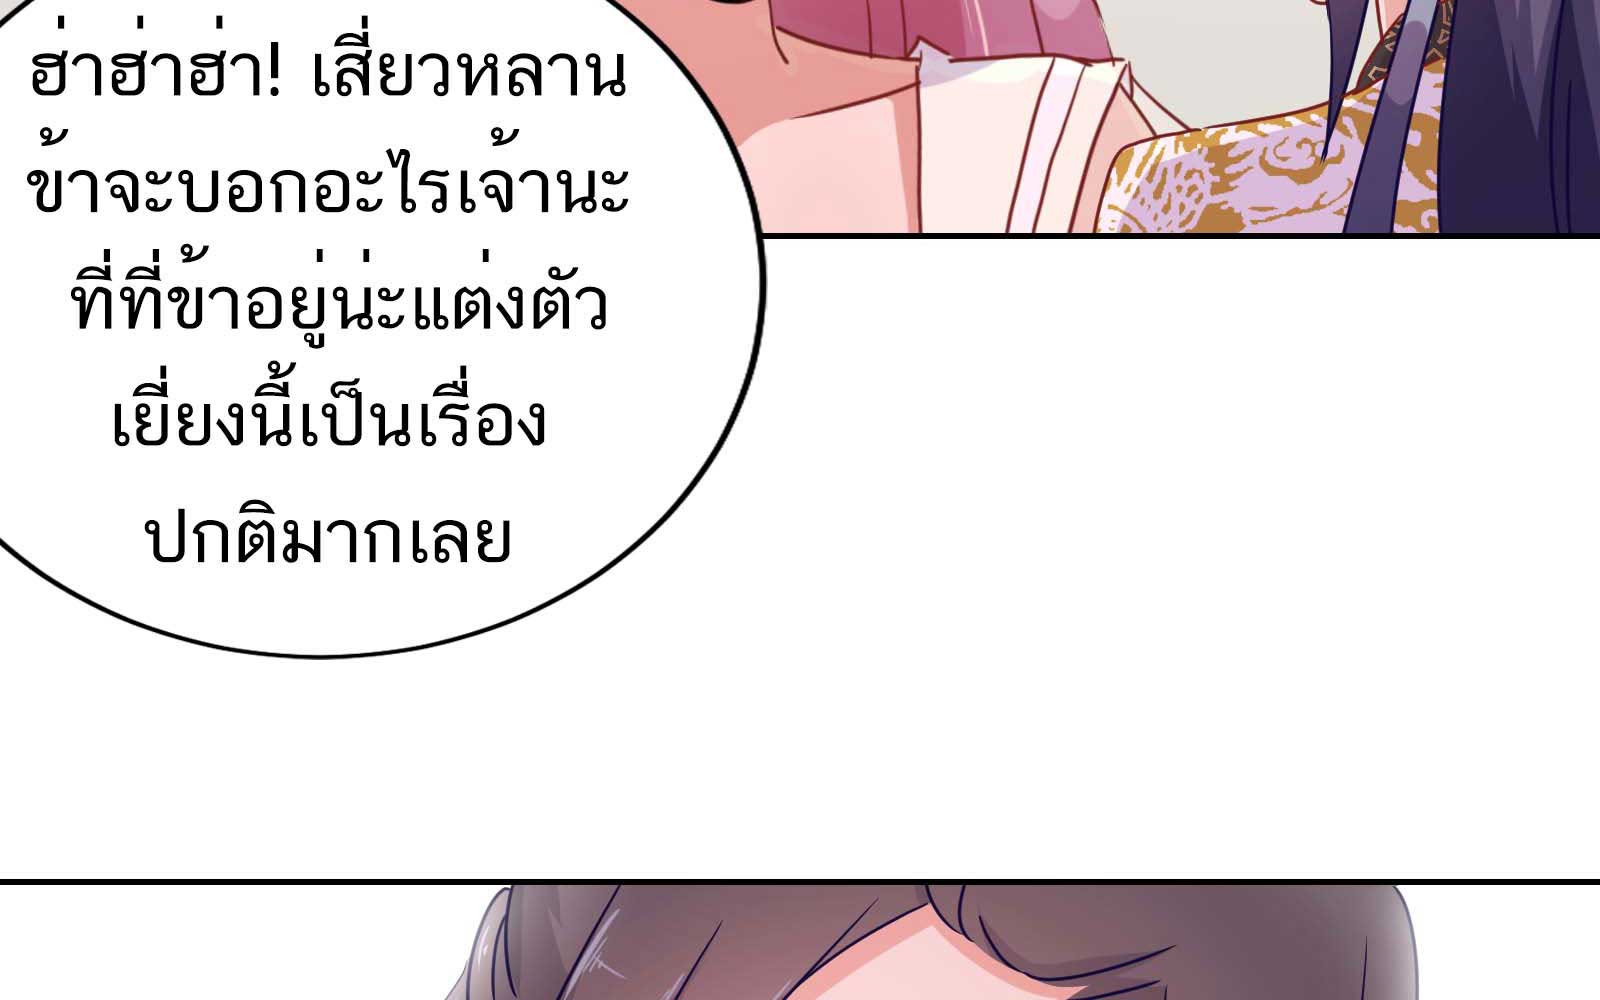 ฮ่าฮ่าฮ่า! เสี่ยวหลาน
ข้าจะบอกอะไรเจ้านะ
ที่ที่ข้าอยู่น่ะแต่งตัว
เยี่ยงนี้เป็นเรื่อง
ปกติมากเลย